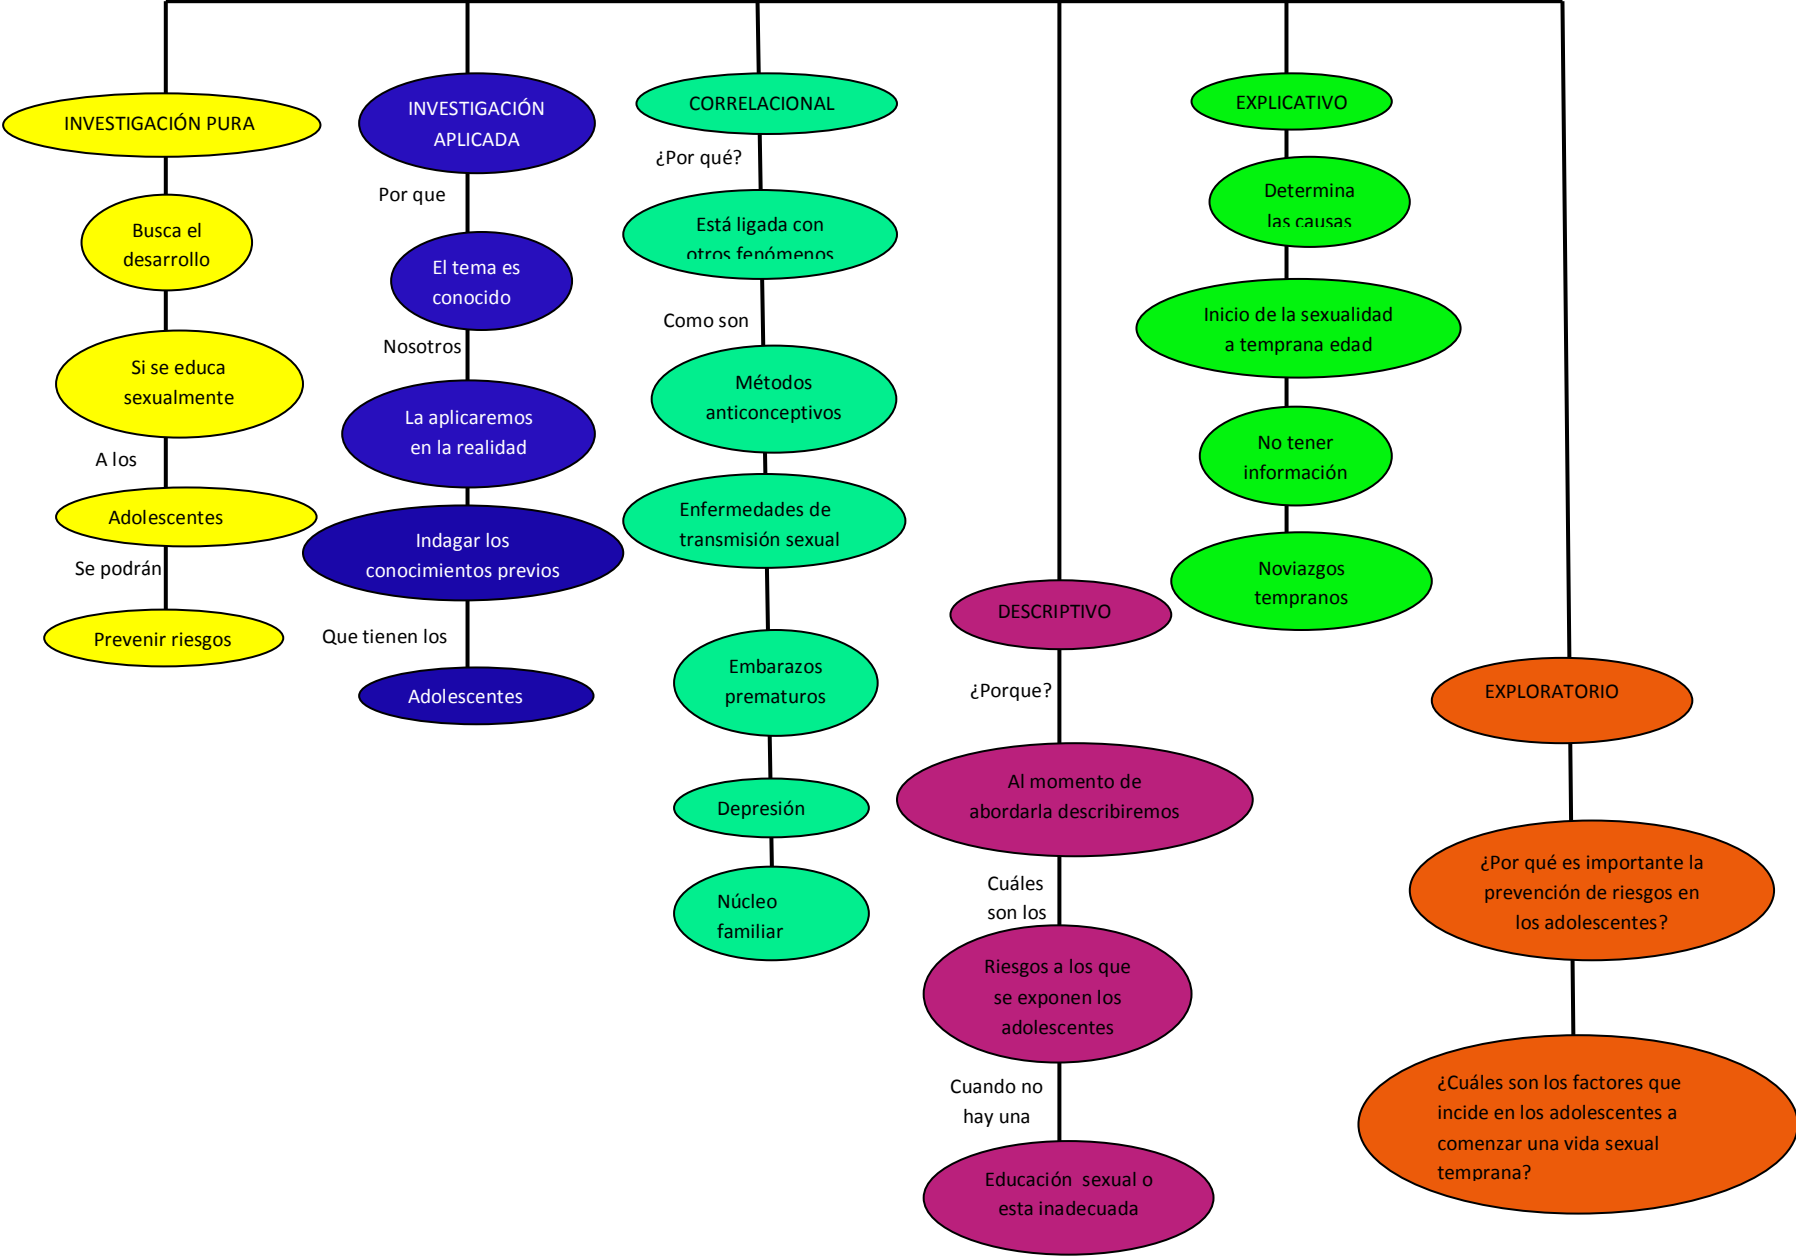 INVESTIGACIÓN PURA
Busca el
desarrollo
Si se educa
sexualmente
A los
Adolescentes
Se podrán
Prevenir riesgos
INVESTIGACIÓN
APLICADA
Por que
El tema es
conocido
Nosotros
La aplicaremos
en la realidad
Indagar los
conocimientos previos
Que tienen los
Adolescentes
CORRELACIONAL
¿Por qué?
Está ligada con
otros fenómenos
Como son
Métodos
anticonceptivos
Enfermedades de
transmisión sexual
Embarazos
prematuros
Depresión
Núcleo
familiar
DESCRIPTIVO
¿Porque?
Al momento de
abordarla describiremos
Cuáles
son los
Riesgos a los que
se exponen los
adolescentes
Cuando no
hay una
Educación  sexual o
esta inadecuada
EXPLICATIVO
Determina
las causas
Inicio de la sexualidad
a temprana edad
No tener
información
Noviazgos
tempranos
EXPLORATORIO
¿Por qué es importante la
prevención de riesgos en
los adolescentes?
¿Cuáles son los factores que
incide en los adolescentes a
comenzar una vida sexual
temprana?